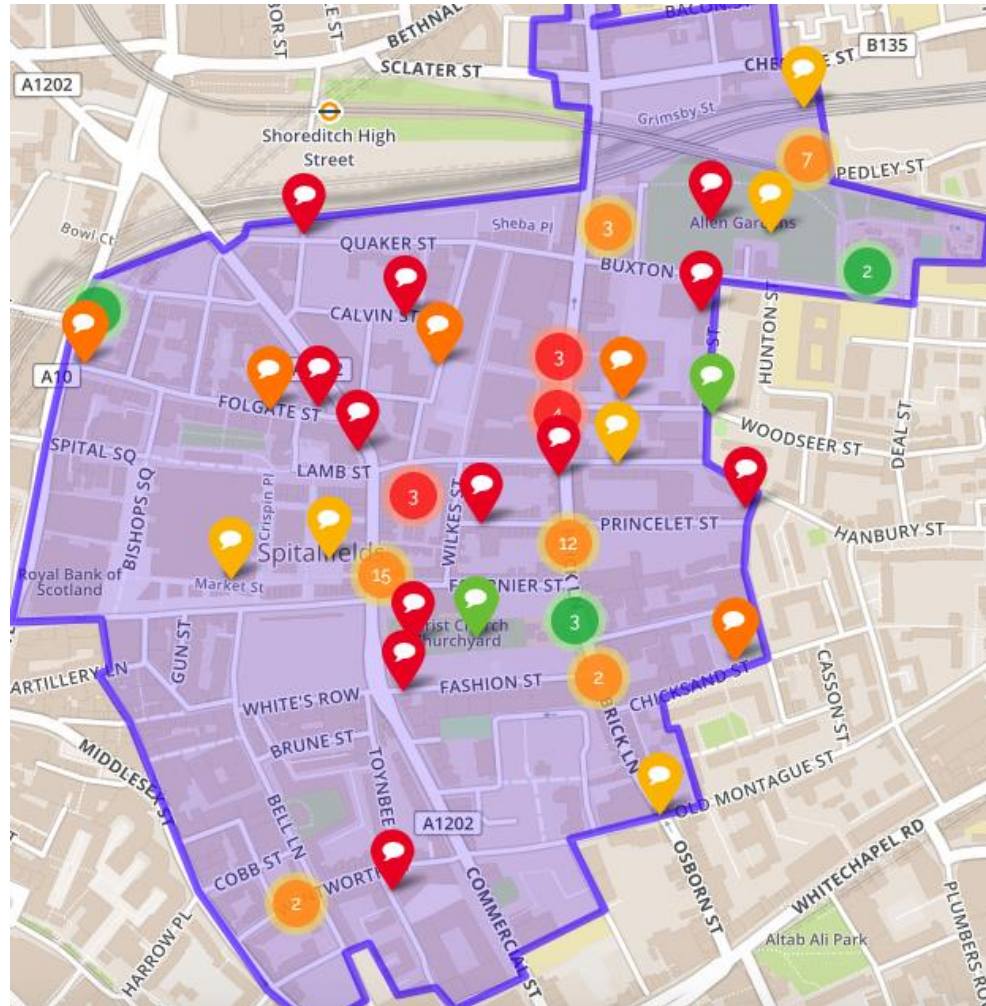 BACON ST
BETHNAL
B135
SCLATER ST
A1202
Grimsby St
Shoreditch High
Street
PEDLEY ST
7
Allen Gardens
Bowl Ct
Sheba Pl
3
QUAKER ST
BUXTON
2
CALVIN ST
HUNTON ST
ST
3
A10
4
FOLGATE ST
DEAL ST
WOODSEER ST
SPITAL SQ
LAMB ST
BISHOPS SQ
Crispin Pl
3
WILKES ST
PRINCELET ST
HANBURY ST
12
Spitalfields
Royal Bank of
Scotland
Market St
15
3
Churchyard
GUN ST
ARTILLERY LN
FASHION ST
2
CHICKSAND ST
CASSON ST
WHITE'S ROW
BRICK LN
BRUNE ST
MIDDLESEX ST
TOYNBEE
OLD MONTAGUE ST
BELL LN
A1202
COBB ST
OSBORN ST
WHITECHAPEL RD
2
COMMERCIAL ST
HARROW PL
Altab Ali Park
PLUMBERS RO